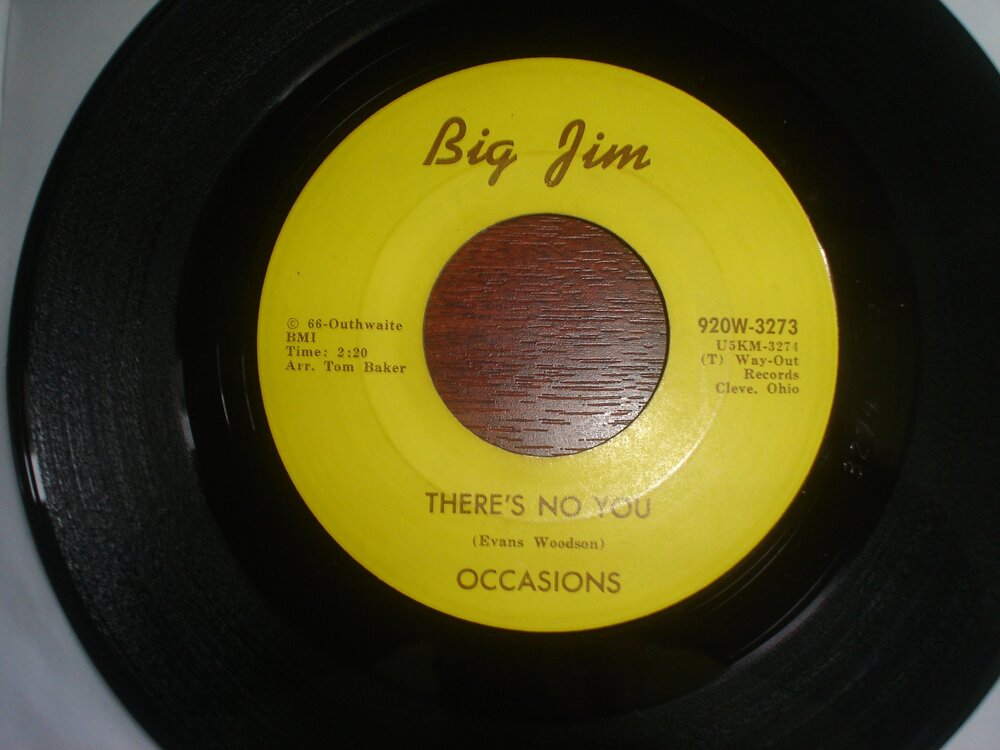 Big Jim
© 66-Outhwaite
BMI
Time: 2:20
Arr. Tom Baker
920W-3273
U5KM-3274
(T) Way-Out
Records
Cleve. Ohio
THERE'S NO YOU
(Evans Woodson)
OCCASIONS